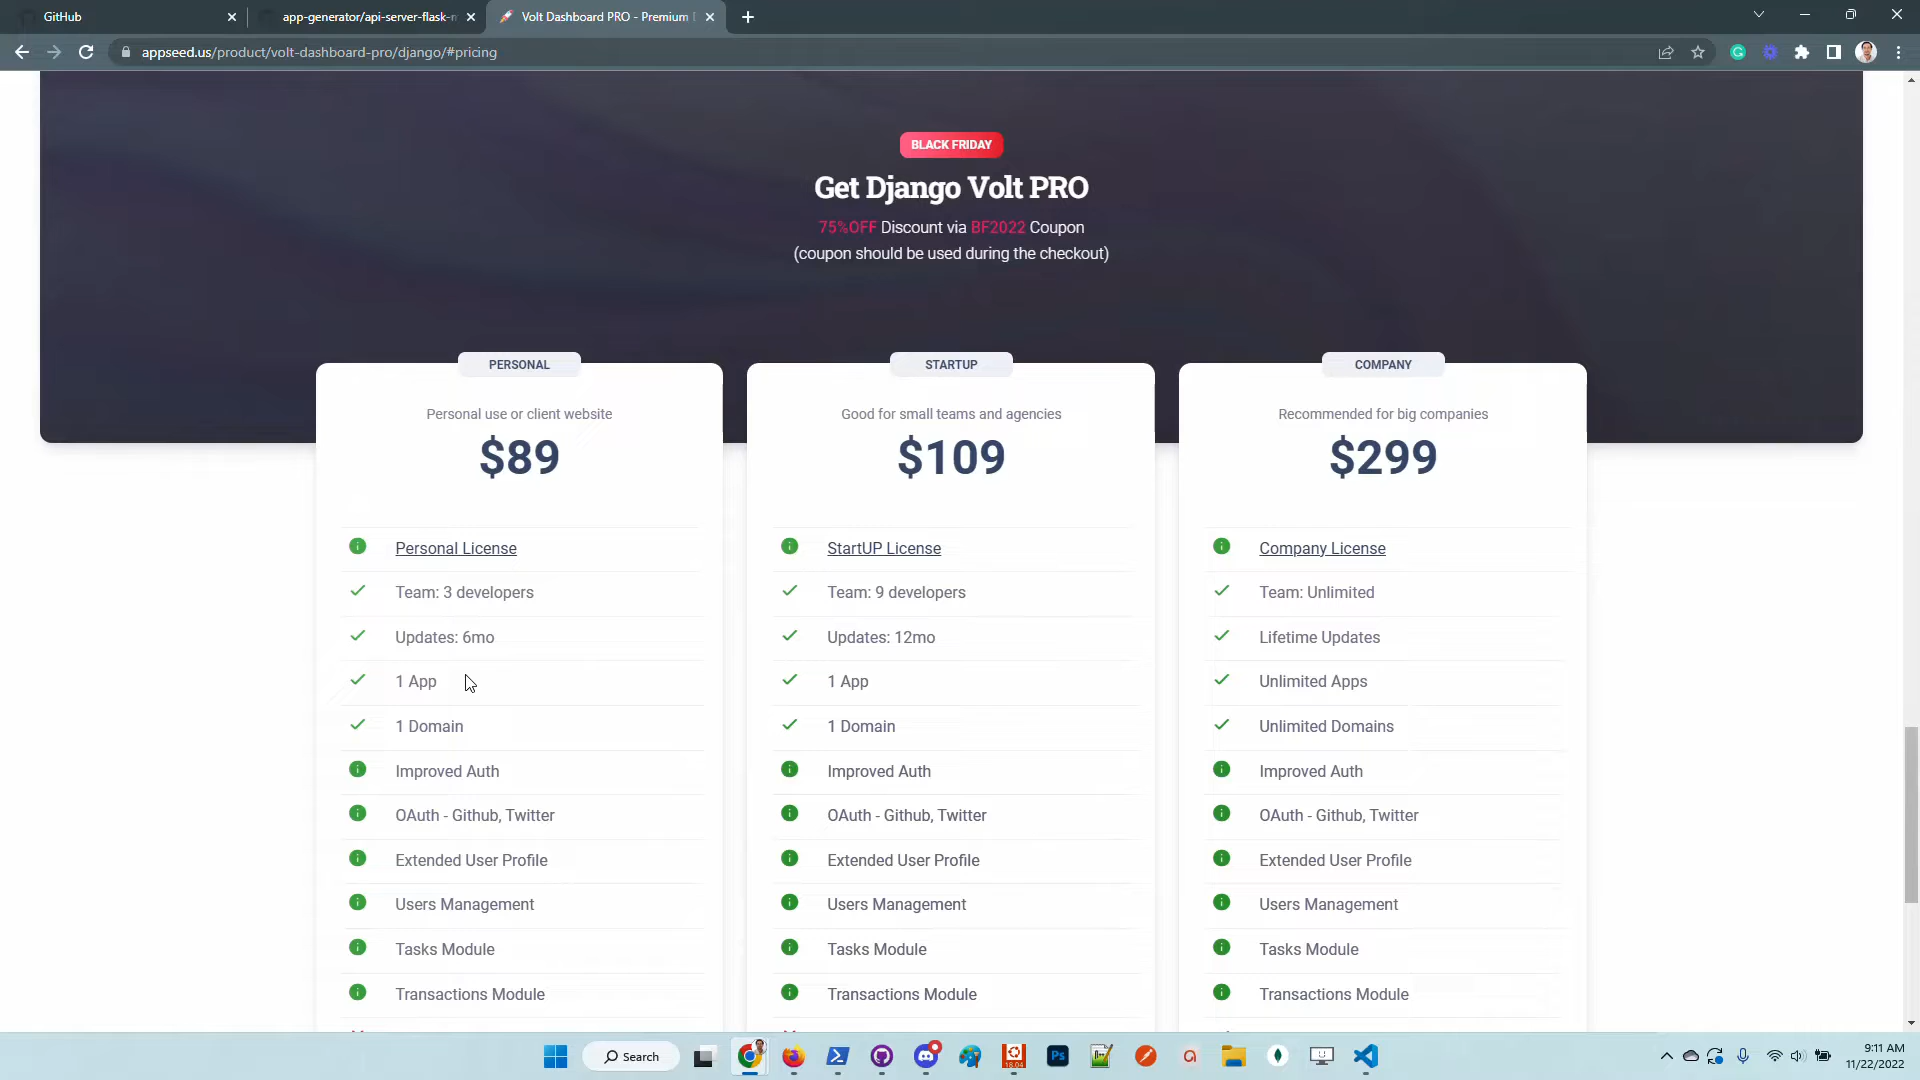 GitHub
app-generator/api-server-flask-m
Volt Dashboard PRO - Premium
appseed.us/product/volt-dashboard-pro/django/#pricing
BLACK FRIDAY
Get Django Volt PRO
75%OFF Discount via BF2022 Coupon
(coupon should be used during the checkout)
PERSONAL
Personal use or client website
$89
Personal License
Team: 3 developers
Updates: 6mo
1 App
1 Domain
Improved Auth
OAuth - Github, Twitter
Extended User Profile
Users Management
Tasks Module
Transactions Module
STARTUP
Good for small teams and agencies
$109
StartUP License
Team: 9 developers
Updates: 12mo
1 App
1 Domain
Improved Auth
OAuth - Github, Twitter
Extended User Profile
Users Management
Tasks Module
Transactions Module
COMPANY
Recommended for big companies
$299
Company License
Team: Unlimited
Lifetime Updates
Unlimited Apps
Unlimited Domains
Improved Auth
OAuth - Github, Twitter
Extended User Profile
Users Management
Tasks Module
Transactions Module
Search
18.04
Ps
9:11 AM
11/22/2022